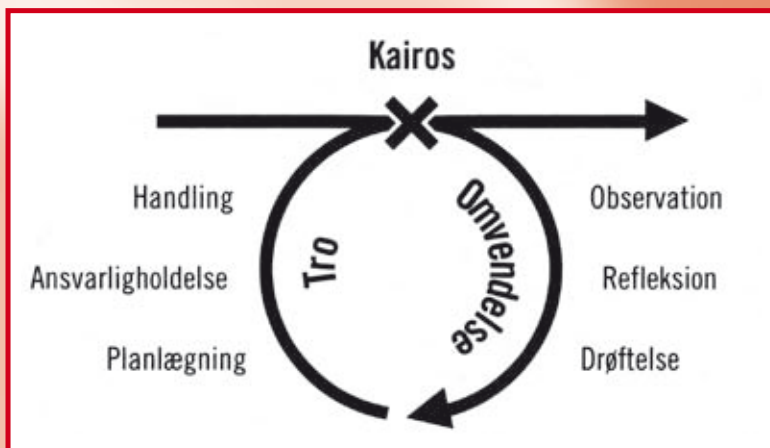 Kairos
Handling
Ansvarligholdelse
Planlægning
Tro
Omvendelse
Observation
Refleksion
Drøftelse